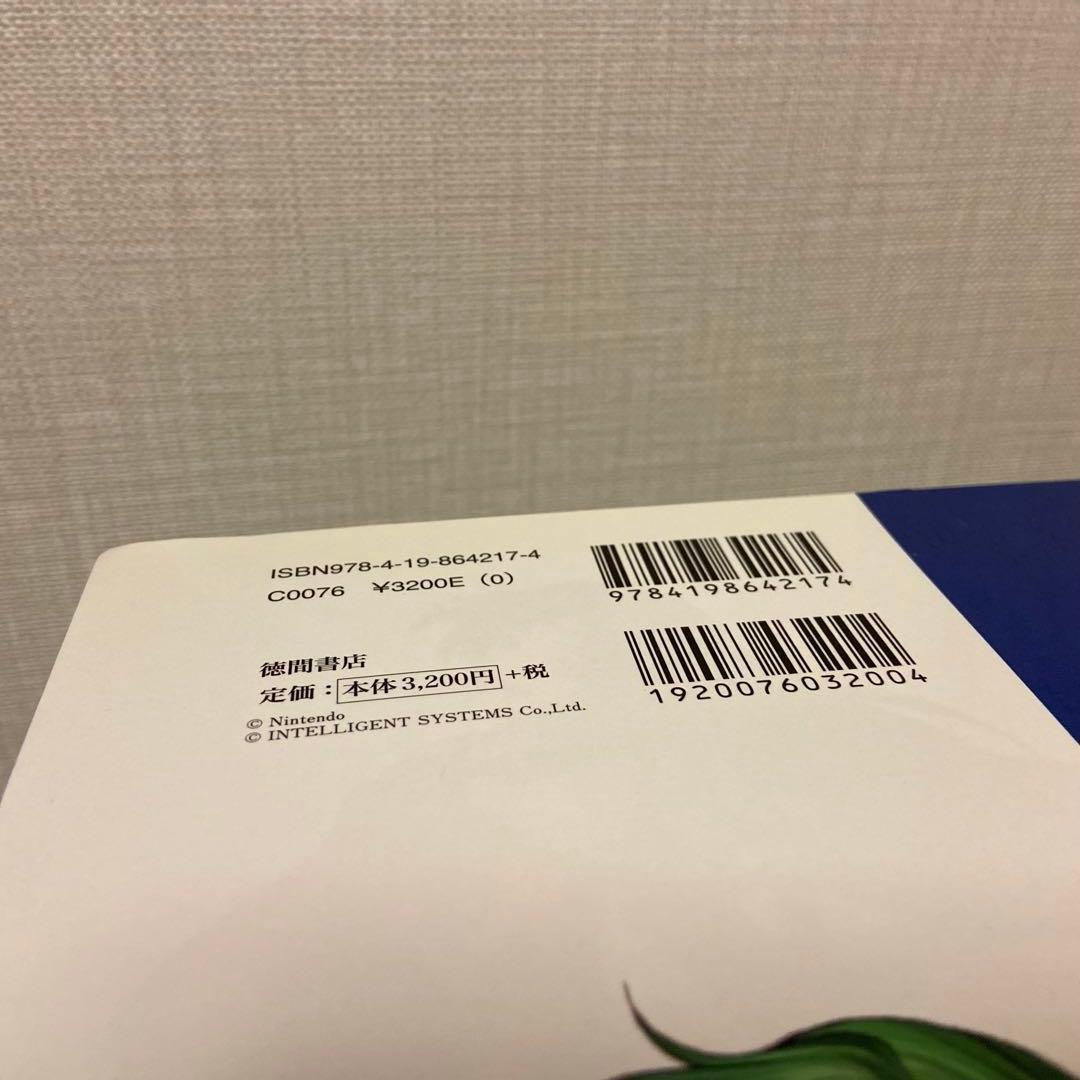 ISBN978-4-19-864217-4
C0076 ¥3200E (0)
9784198642174
徳間書店
定価：本体3,200円+税
1920076032004
© Nintendo
© INTELLIGENT SYSTEMS Co.,Ltd.